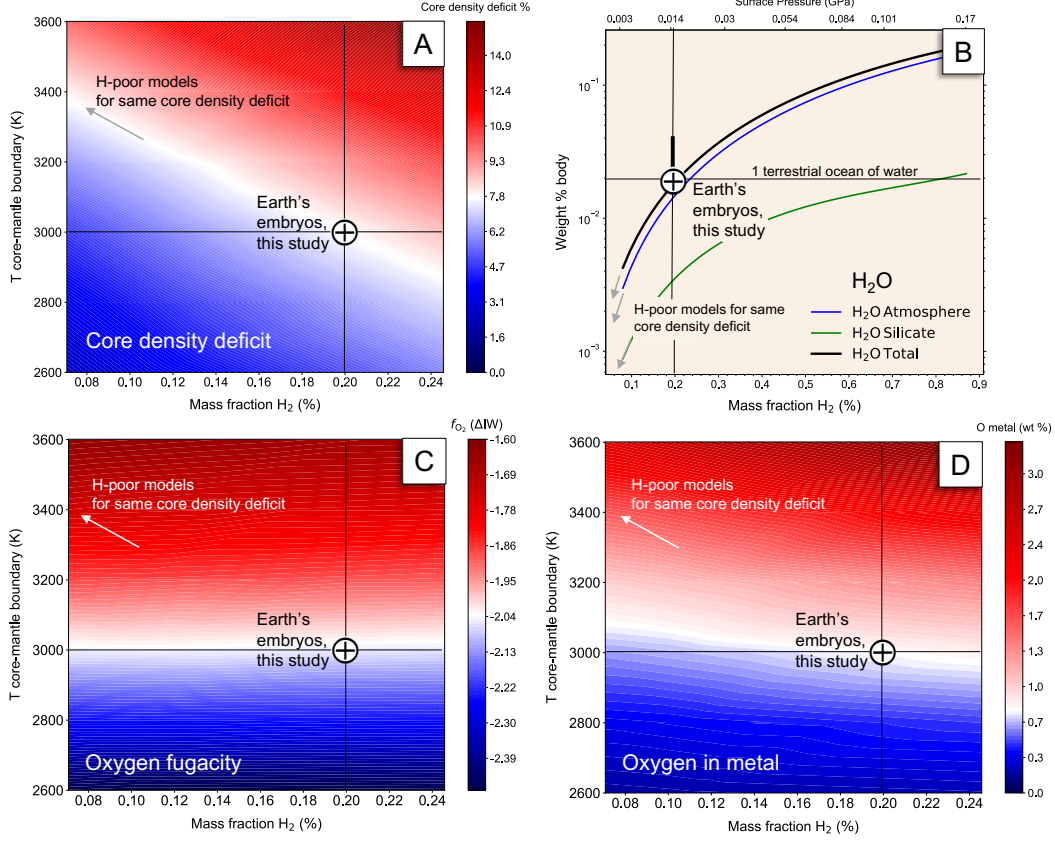 Core density deficit %
A
H-poor models
for same core density deficit
Earth's
embryos,
this study
Core density deficit
T core-mantle boundary (K)
3600
3400
3200
3000
2800
2600
0.08 0.10 0.12 0.14 0.16 0.18 0.20 0.22 0.24
Mass fraction H₂ (%)
14.0
12.4
10.9
9.3
7.8
6.2
4.7
3.1
1.6
0.0
Surface Pressure (GPa)
0.003 0.014 0.03 0.054 0.084 0.101 0.17
B
1 terrestrial ocean of water
Earth's
embryos,
this study
H-poor models for same
core density deficit
H₂O
H₂O Atmosphere
H₂O Silicate
H₂O Total
Weight % body
10⁻¹
10⁻²
10⁻³
0.1 0.2 0.3 0.4 0.5 0.6 0.7 0.8 0.9
Mass fraction H₂ (%)
f_O₂ (ΔIW)
C
H-poor models
for same core density deficit
Earth's
embryos,
this study
Oxygen fugacity
T core-mantle boundary (K)
3600
3400
3200
3000
2800
2600
0.08 0.10 0.12 0.14 0.16 0.18 0.20 0.22 0.24
Mass fraction H₂ (%)
−1.60
−1.69
−1.78
−1.86
−1.95
−2.04
−2.13
−2.22
−2.30
−2.39
O metal (wt %)
D
H-poor models
for same core density deficit
Earth's
embryos,
this study
Oxygen in metal
T core-mantle boundary (K)
3600
3400
3200
3000
2800
2600
0.08 0.10 0.12 0.14 0.16 0.18 0.20 0.22 0.24
Mass fraction H₂ (%)
3.0
2.7
2.4
2.0
1.7
1.3
1.0
0.7
0.3
0.0